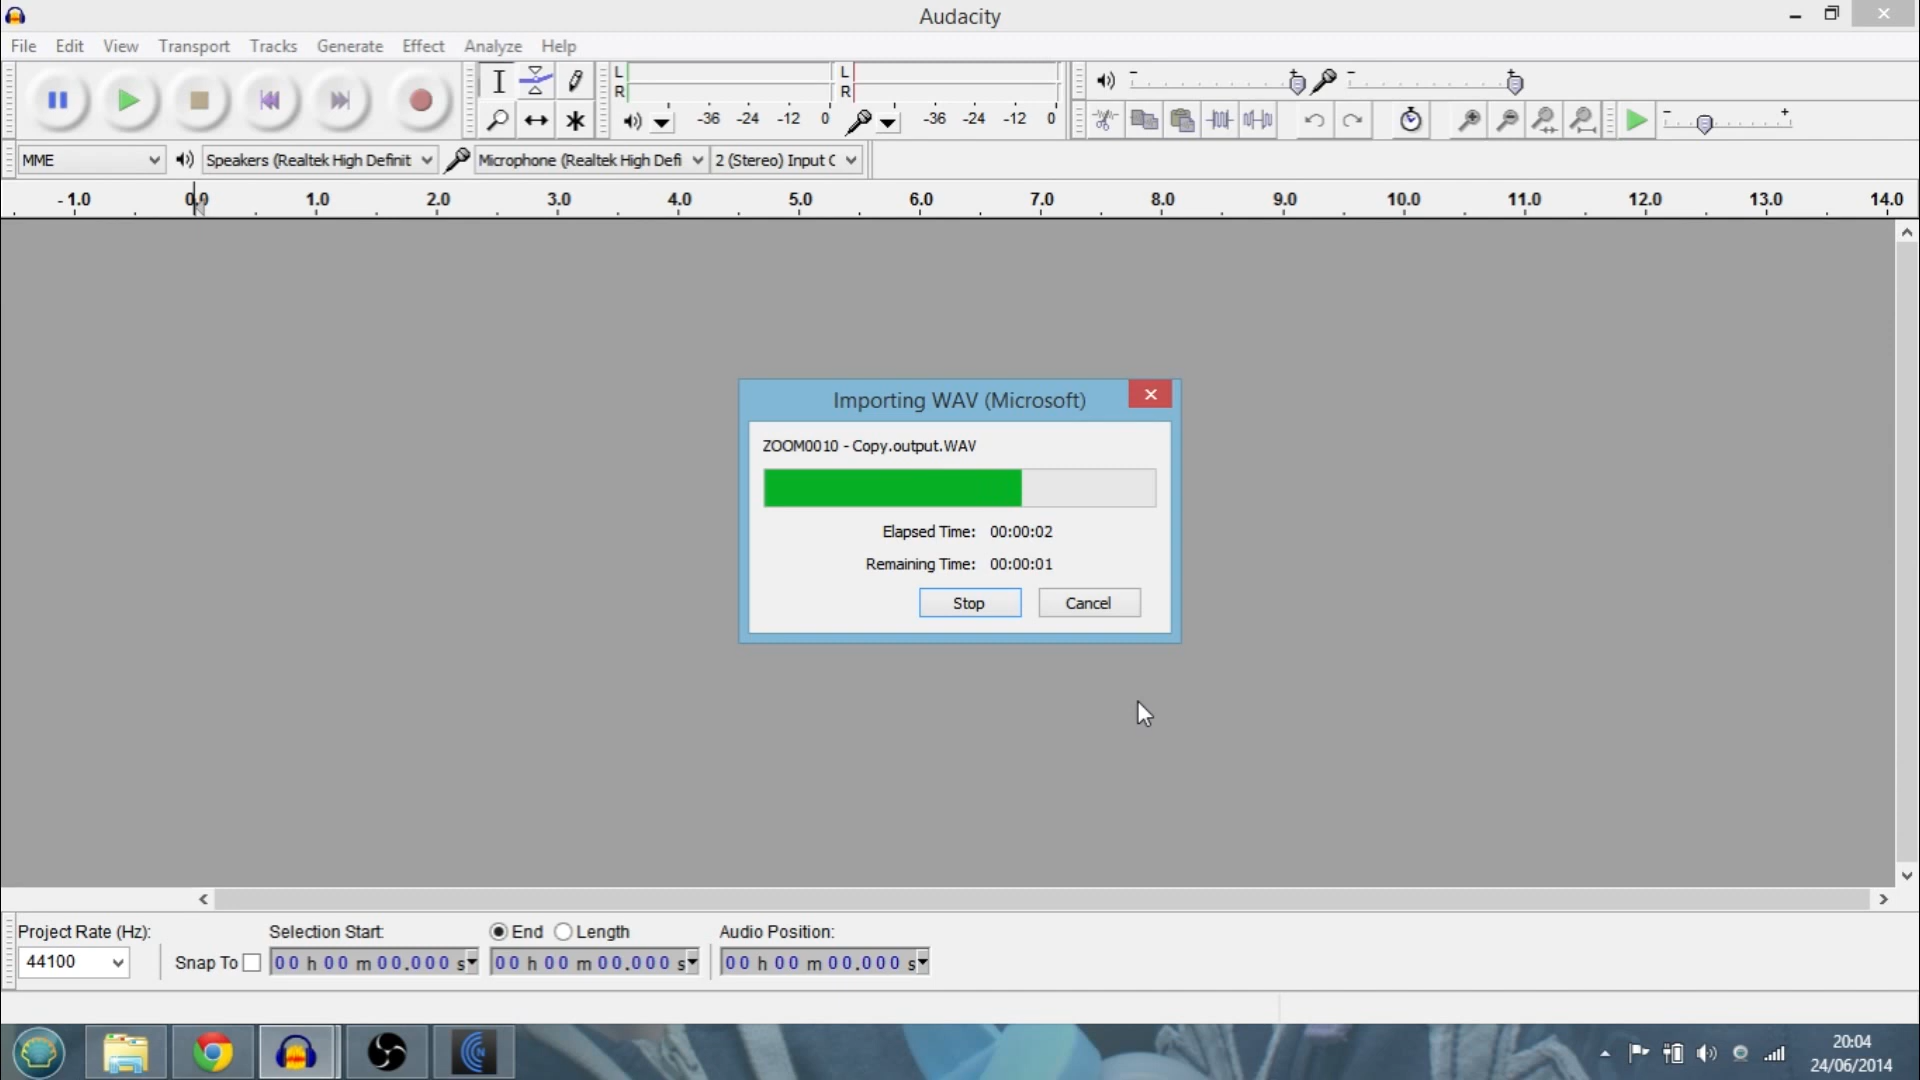 Audacity
File Edit View Transport Tracks Generate Effect Analyze Help
L
R
-36 -24 -12 0
L
R
-36 -24 -12 0
MME
Speakers (Realtek High Definit
Microphone (Realtek High Defi
2 (Stereo) Input C
- 1.0 0.0 1.0 2.0 3.0 4.0 5.0 6.0 7.0 8.0 9.0 10.0 11.0 12.0 13.0 14.0
Importing WAV (Microsoft)
ZOOM0010 - Copy.output.WAV
Elapsed Time: 00:00:02
Remaining Time: 00:00:01
Stop Cancel
Project Rate (Hz): Selection Start: End Length Audio Position:
44100 Snap To 00 h 00 m 00.000 s 00 h 00 m 00.000 s 00 h 00 m 00.000 s
20:04
24/06/2014